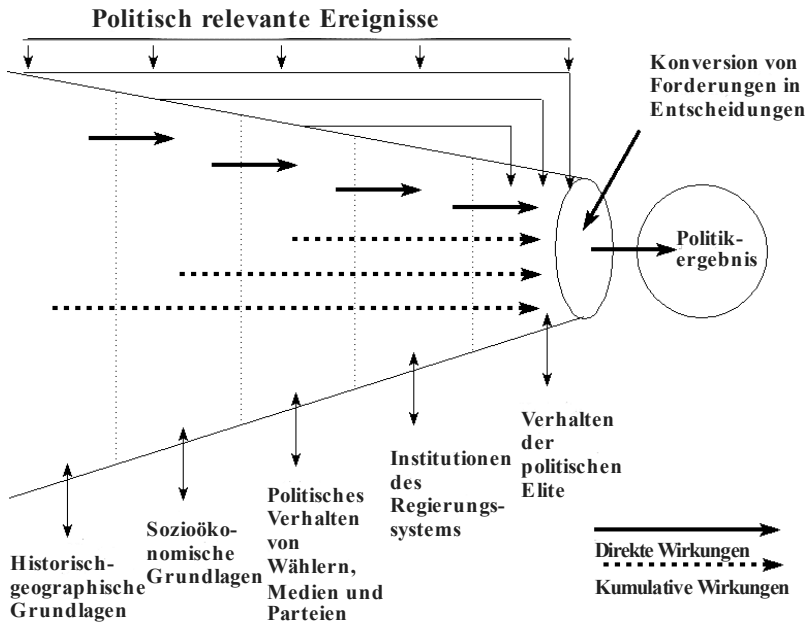 Politisch relevante Ereignisse
Konversion von
Forderungen in
Entscheidungen
Politik-
ergebnis
Historisch-
geographische
Grundlagen
Sozioöko-
nomische
Grundlagen
Politisches
Verhalten
von
Wählern,
Medien und
Parteien
Institutionen
des
Regierungs-
systems
Verhalten
der
politischen
Elite
Direkte Wirkungen
Kumulative Wirkungen